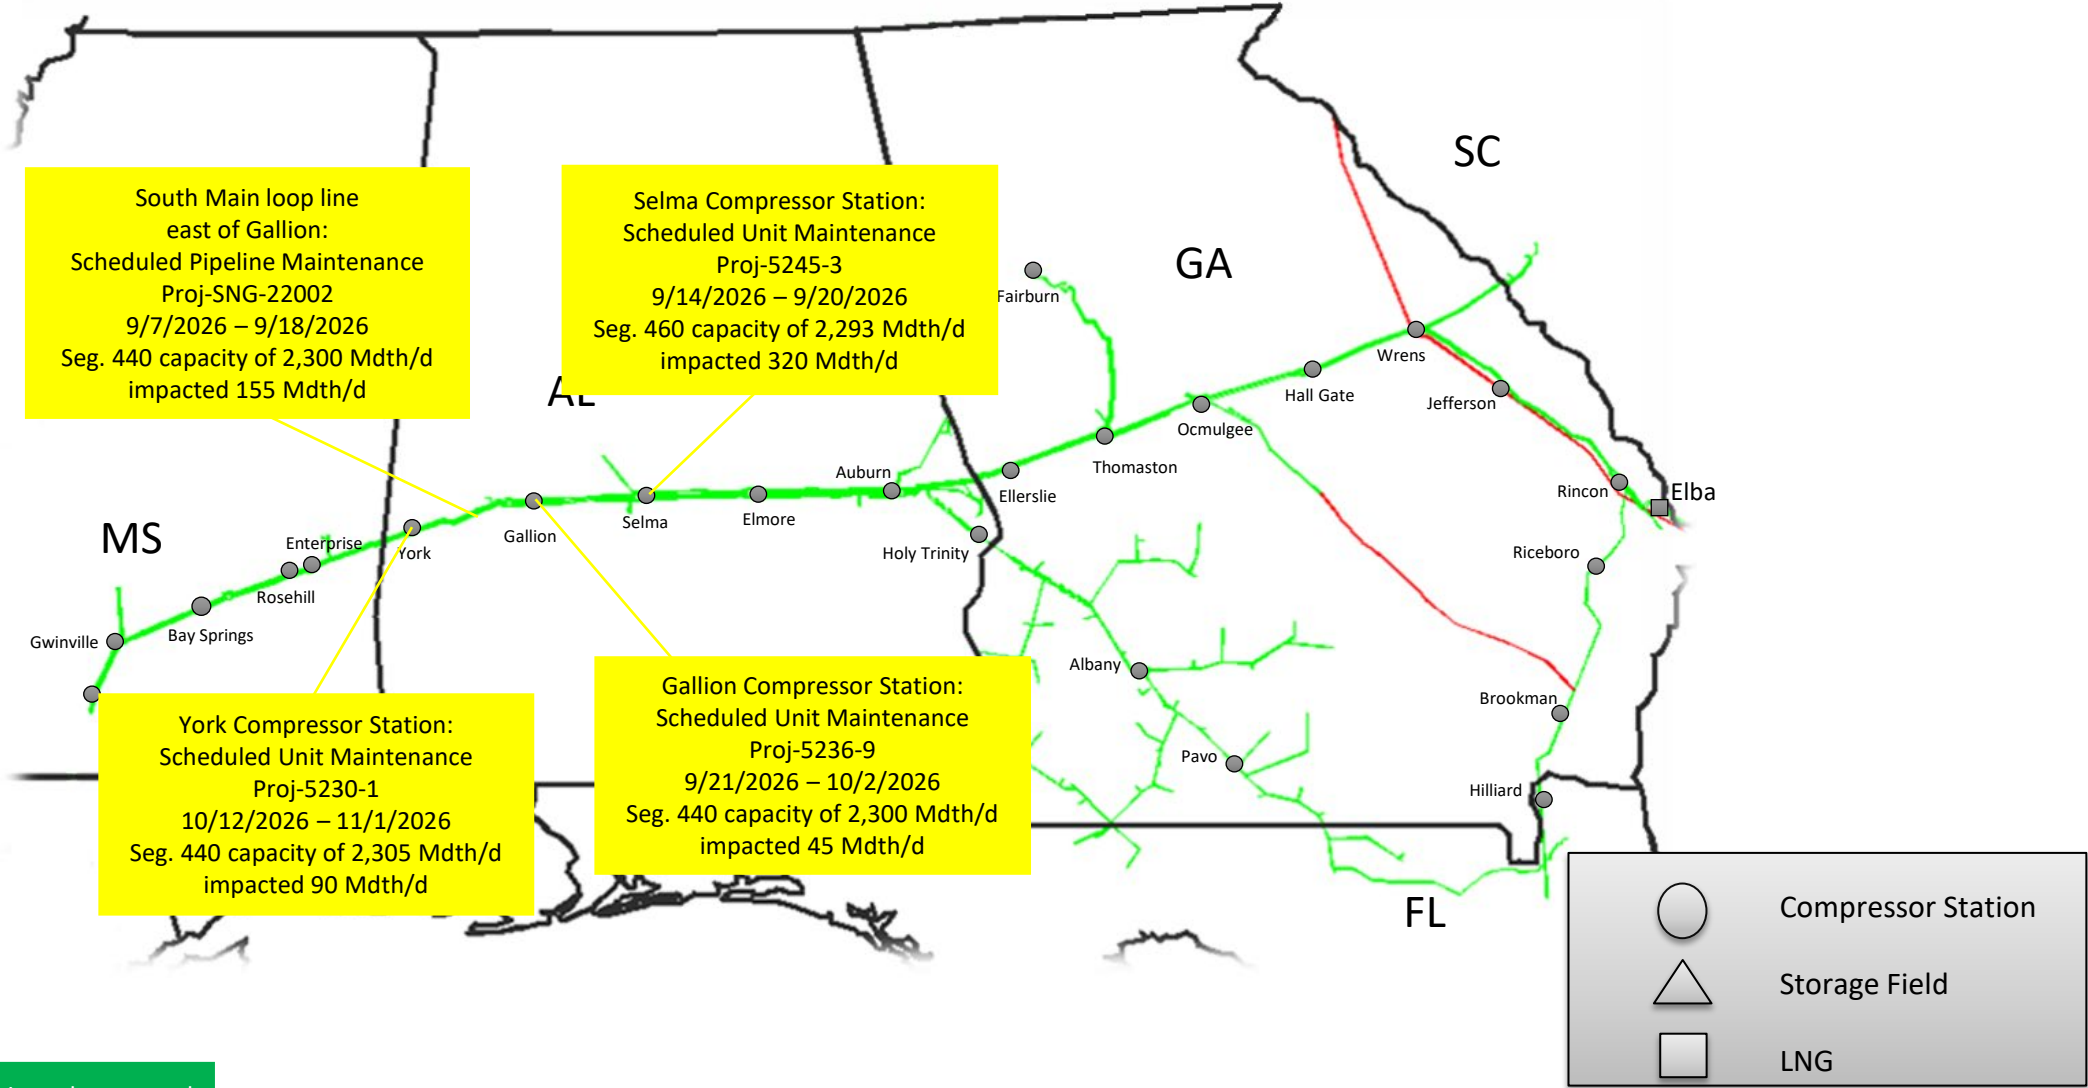 SC
South Main loop line
east of Gallion:
Scheduled Pipeline Maintenance
Proj-SNG-22002
9/7/2026 – 9/18/2026
Seg. 440 capacity of 2,300 Mdth/d
impacted 155 Mdth/d
Selma Compressor Station:
Scheduled Unit Maintenance
Proj-5245-3
9/14/2026 – 9/20/2026
Seg. 460 capacity of 2,293 Mdth/d
impacted 320 Mdth/d
GA
Fairburn
Wrens
Hall Gate
Jefferson
AL
Ocmulgee
Thomaston
Auburn
Ellerslie
Rincon
Elba
Selma
Elmore
Gallion
MS
Enterprise
York
Holy Trinity
Riceboro
Rosehill
Bay Springs
Gwinville
Albany
Brookman
Pavo
Hilliard
York Compressor Station:
Scheduled Unit Maintenance
Proj-5230-1
10/12/2026 – 11/1/2026
Seg. 440 capacity of 2,305 Mdth/d
impacted 90 Mdth/d
Gallion Compressor Station:
Scheduled Unit Maintenance
Proj-5236-9
9/21/2026 – 10/2/2026
Seg. 440 capacity of 2,300 Mdth/d
impacted 45 Mdth/d
FL
Compressor Station
Storage Field
LNG